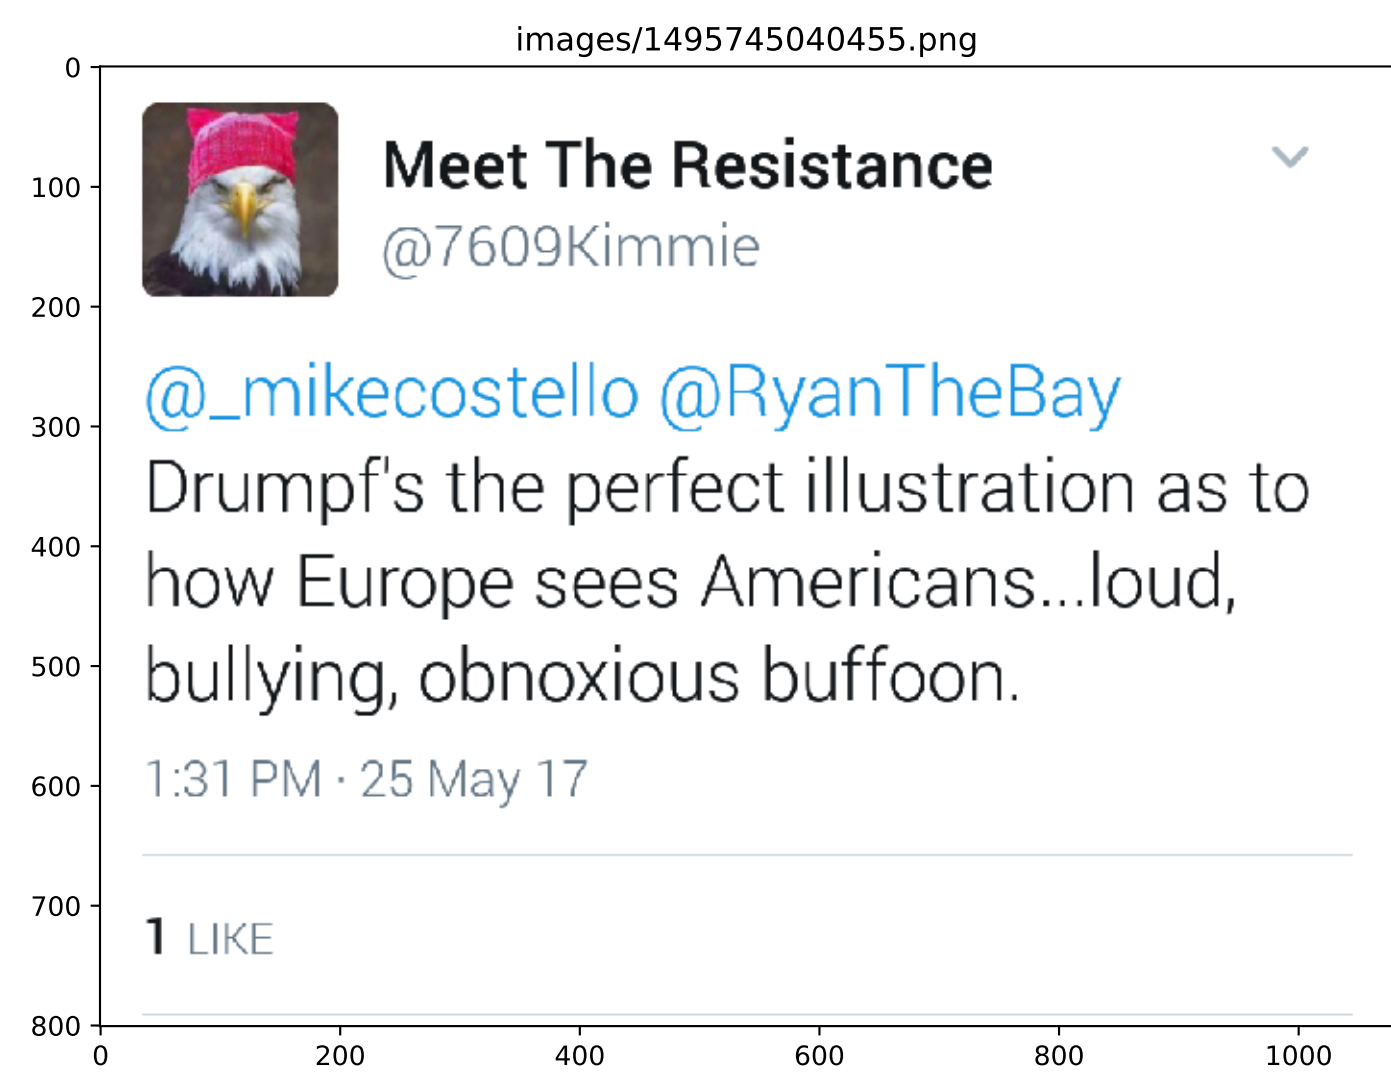 images/1495745040455.png
0
100
200
300
400
500
600
700
800
Meet The Resistance
@7609Kimmie
@_mikecostello @RyanTheBay
Drumpf's the perfect illustration as to
how Europe sees Americans...loud,
bullying, obnoxious buffoon.
1:31 PM · 25 May 17
1 LIKE
0 200 400 600 800 1000